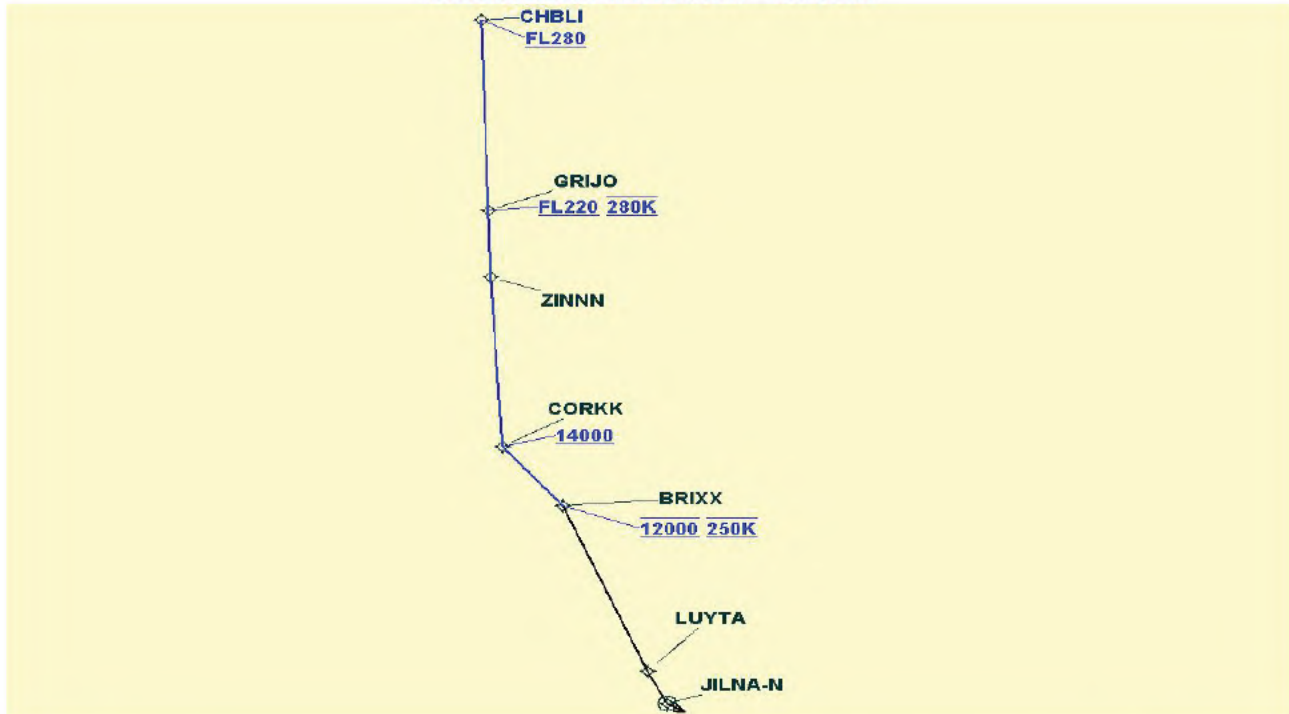 CHBLI
FL280
GRIJO
FL220 280K
ZINNN
CORKK
14000
BRIXX
12000 250K
LUYTA
JILNA-N